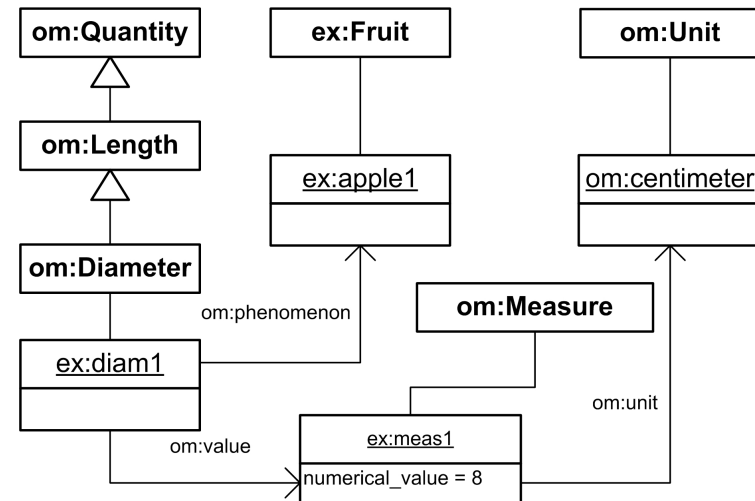 om:Quantity
ex:Fruit
om:Unit
om:Length
ex:apple1
om:centimeter
om:Diameter
om:Measure
om:phenomenon
ex:diam1
om:unit
om:value
ex:meas1
numerical_value = 8